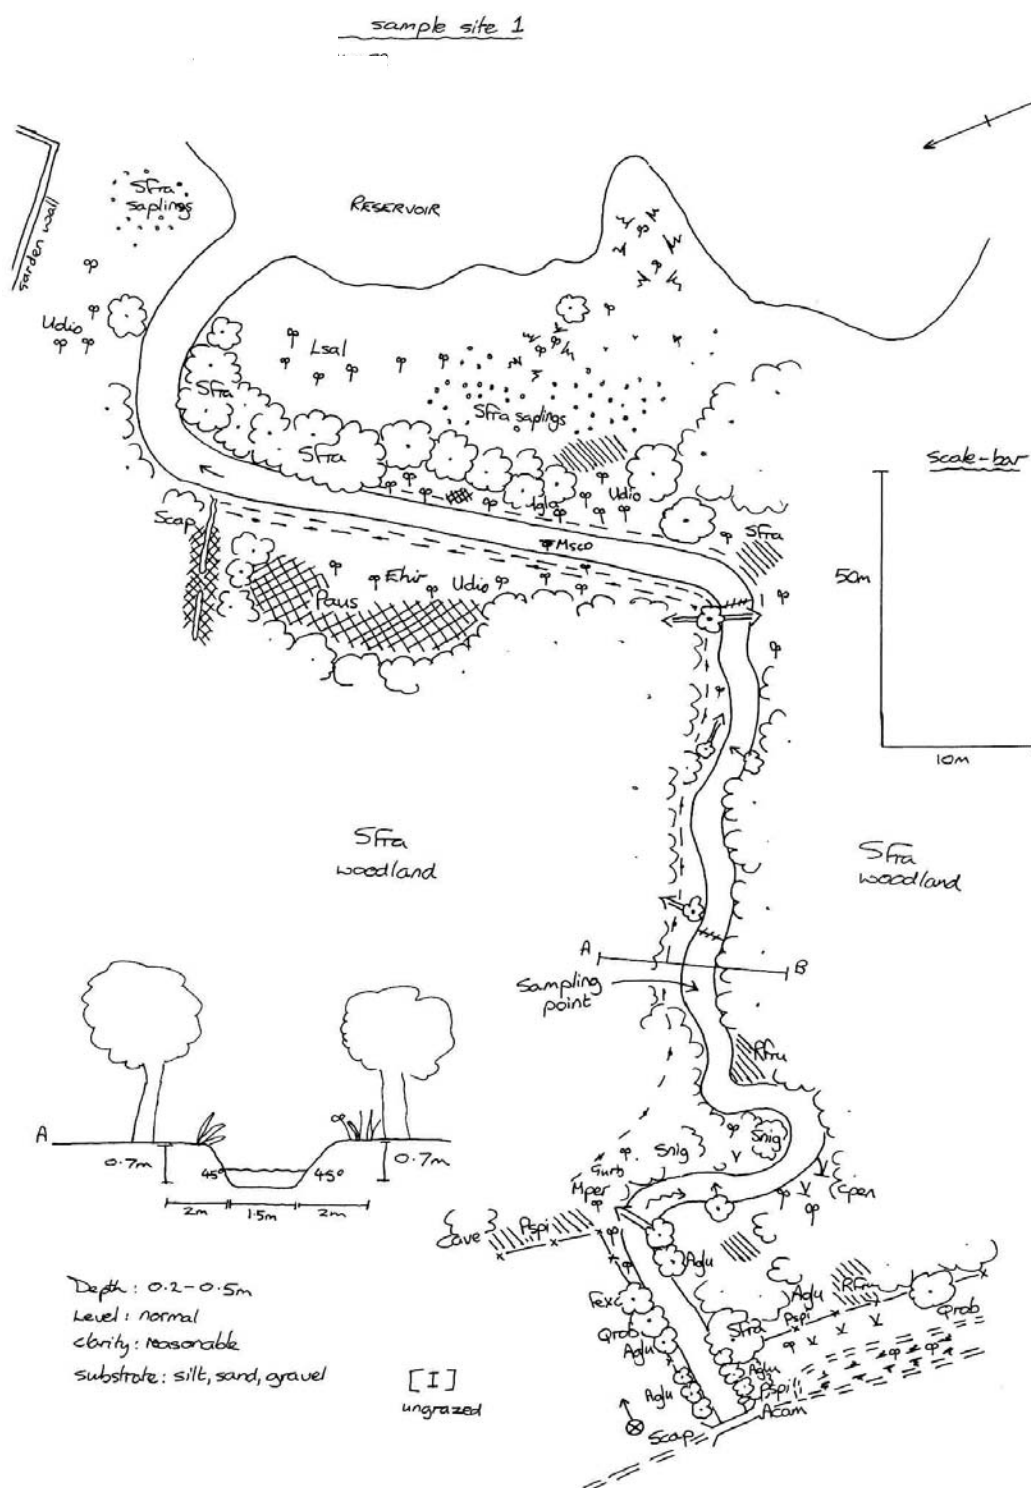 sample site 1
Sfra
saplings
RESERVOIR
garden wall
Udio
Lsal
Sfra
Sfra saplings
Sfra
scale-bar
Udio
Scap
Msco
Sfra
50m
Ehir
Udio
Paus
10m
Sfra
woodland
Sfra
woodland
A
B
Sampling
point
Rfru
A
0.7m
45°
45°
0.7m
2m
1.5m
2m
Snig
Snig
Mper
Cpen
Cave
Pspi
Aglu
Depth: 0.2-0.5m
Level: normal
clarity: reasonable
substrate: silt, sand, gravel
[I]
ungrazed
Fexc
Qrob
Aglu
Aglu
Sfra
Aglu
Pspi
Rfru
Qrob
Aglu
Pspi
Acam
Scap